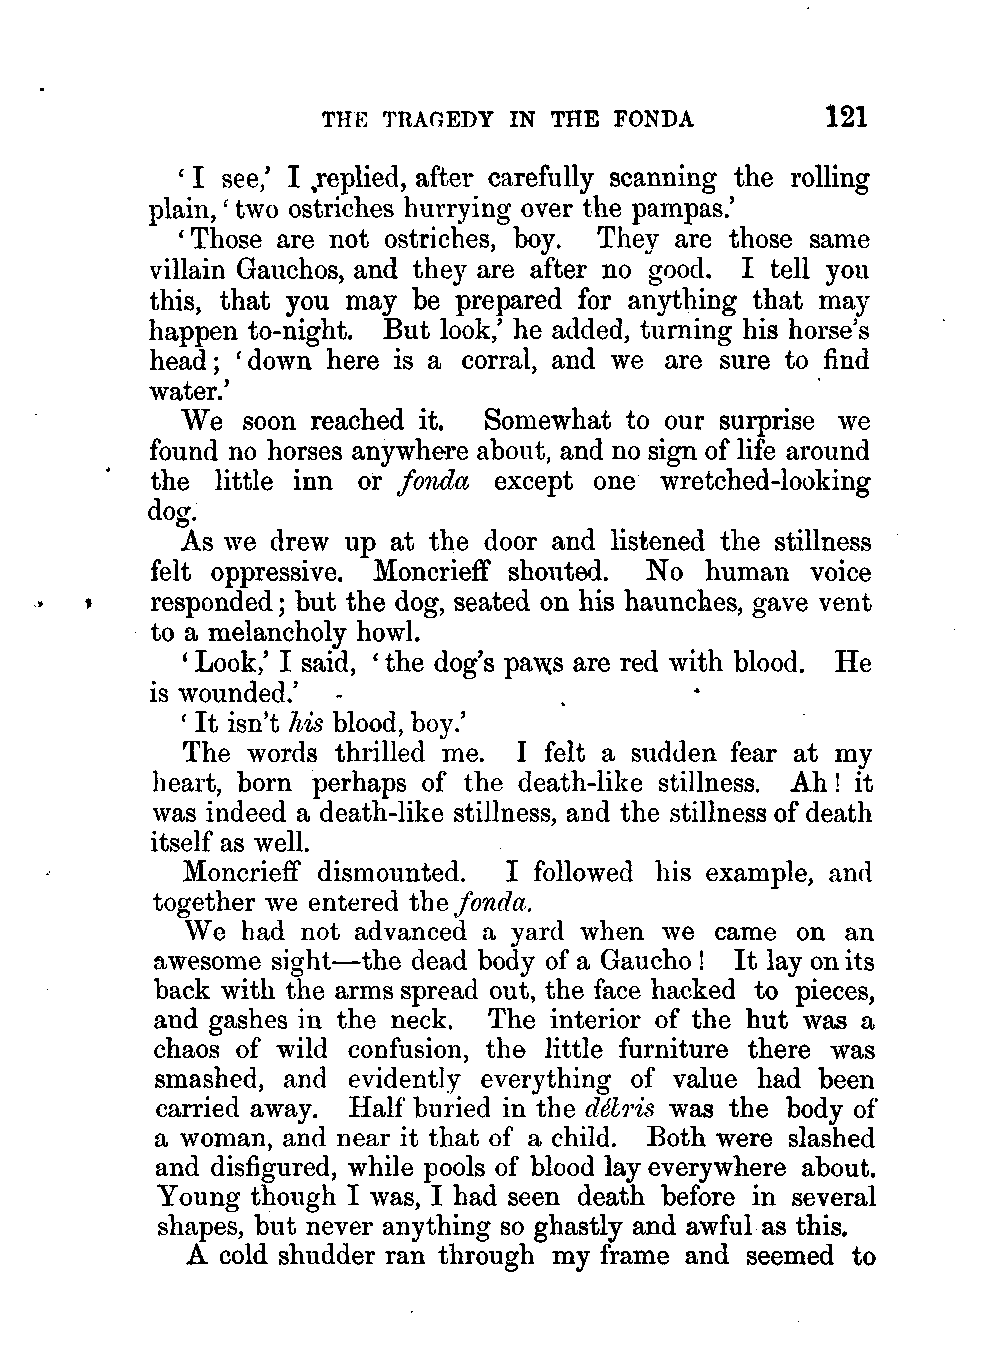 THE TRAGEDY IN THE FONDA 121
‘I see,’ I replied, after carefully scanning the rolling
plain, ‘two ostriches hurrying over the pampas.’
‘Those are not ostriches, boy. They are those same
villain Gauchos, and they are after no good. I tell you
this, that you may be prepared for anything that may
happen to-night. But look,’ he added, turning his horse’s
head; ‘down here is a corral, and we are sure to find
water.’
We soon reached it. Somewhat to our surprise we
found no horses anywhere about, and no sign of life around
the little inn or fonda except one wretched-looking
dog.
As we drew up at the door and listened the stillness
felt oppressive. Moncrieff shouted. No human voice
responded; but the dog, seated on his haunches, gave vent
to a melancholy howl.
‘Look,’ I said, ‘the dog’s paws are red with blood. He
is wounded.’
‘It isn’t his blood, boy.’
The words thrilled me. I felt a sudden fear at my
heart, born perhaps of the death-like stillness. Ah! it
was indeed a death-like stillness, and the stillness of death
itself as well.
Moncrieff dismounted. I followed his example, and
together we entered the fonda.
We had not advanced a yard when we came on an
awesome sight—the dead body of a Gaucho! It lay on its
back with the arms spread out, the face hacked to pieces,
and gashes in the neck. The interior of the hut was a
chaos of wild confusion, the little furniture there was
smashed, and evidently everything of value had been
carried away. Half buried in the débris was the body of
a woman, and near it that of a child. Both were slashed
and disfigured, while pools of blood lay everywhere about.
Young though I was, I had seen death before in several
shapes, but never anything so ghastly and awful as this.
A cold shudder ran through my frame and seemed to